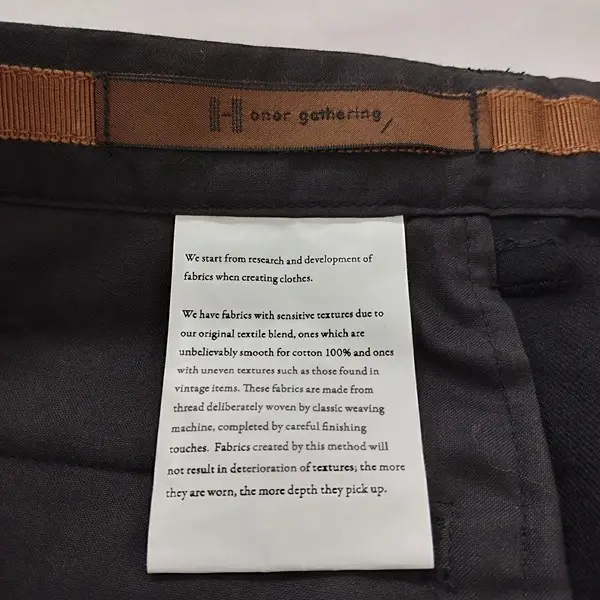 Honor gathering/
We start from research and development of
fabrics when creating clothes.
We have fabrics with sensitive textures due to
our original textile blend, ones which are
unbelievably smooth for cotton 100% and ones
with uneven textures such as those found in
vintage items. These fabrics are made from
thread deliberately woven by classic weaving
machine, completed by careful finishing
touches. Fabrics created by this method will
not result in deterioration of textures; the more
they are worn, the more depth they pick up.